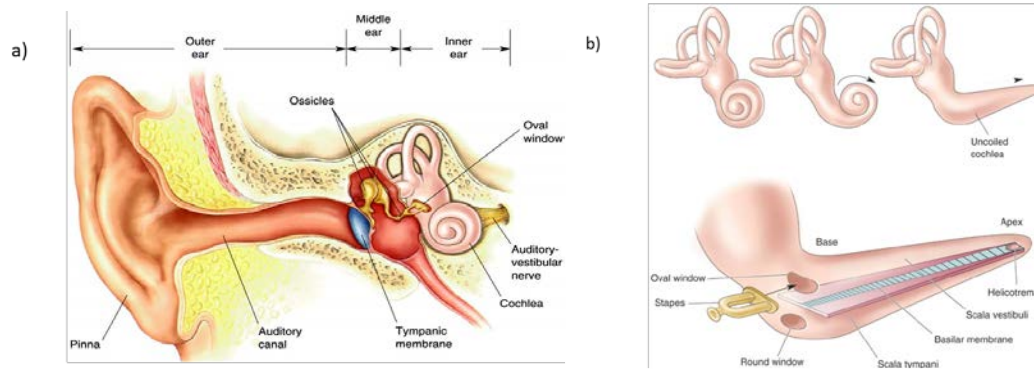 a)
Outer
ear
Middle
ear
Inner
ear
Ossicles
Oval
window
Auditory-
vestibular
nerve
Cochlea
Tympanic
membrane
Auditory
canal
Pinna
b)
Uncoiled
cochlea
Base
Apex
Oval window
Stapes
Round window
Helicotrem
Scala vestibuli
Basilar membrane
Scala tympani